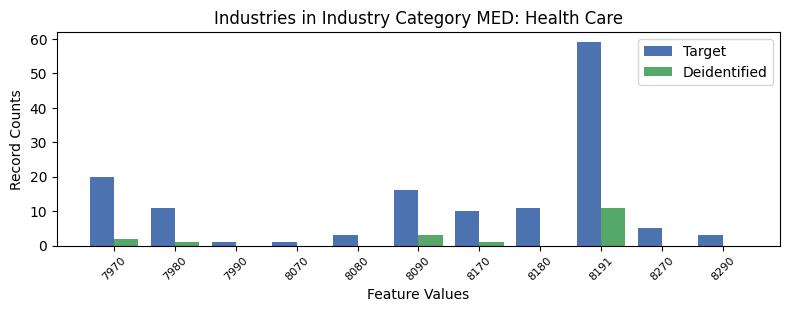 Industries in Industry Category MED: Health Care
Target
Deidentified
Record Counts
60
50
40
30
20
10
0
7970 7980 7990 8070 8080 8090 8170 8180 8191 8270 8290
Feature Values